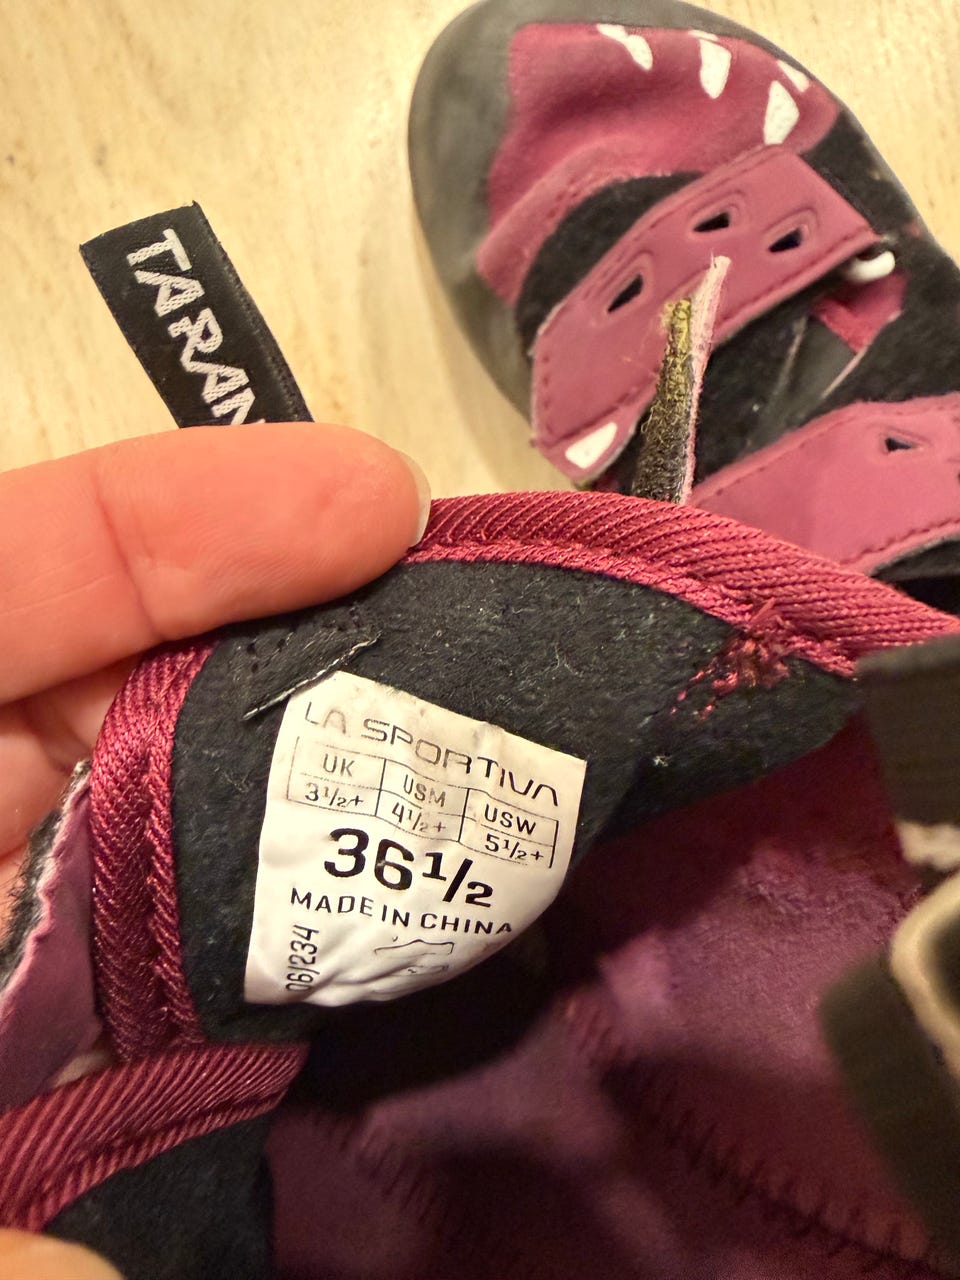 TARAN
LA SPORTIVA
UK USM USW
3½+ 4½+ 5½+
36½
MADE IN CHINA
06/234